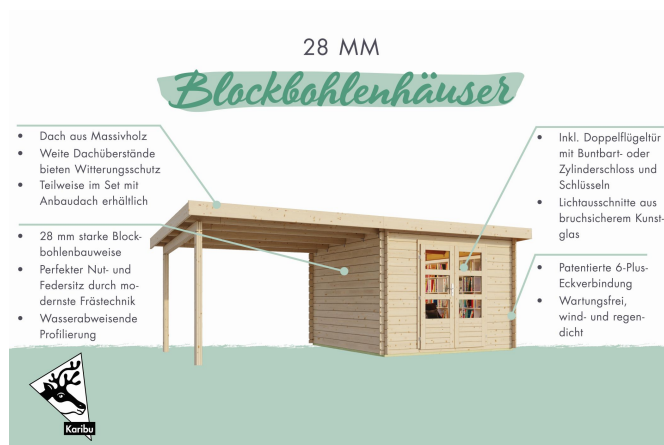 28 MM
Blockbohlenhäuser
• Dach aus Massivholz
• Weite Dachüberstände
bieten Witterungsschutz
• Teilweise im Set mit
Anbaudach erhältlich
• 28 mm starke Block-
bohlenbauweise
• Perfekter Nut- und
Federsitz durch mo-
dernste Frästechnik
• Wasserabweisende
Profilierung
• Inkl. Doppelflügeltür
mit Buntbart- oder
Zylinderschloss und
Schlüsseln
• Lichtausschnitte aus
bruchsicherem Kunst-
glas
• Patentierte 6-Plus-
Eckverbindung
• Wartungsfrei,
wind- und regen-
dicht
Karibu